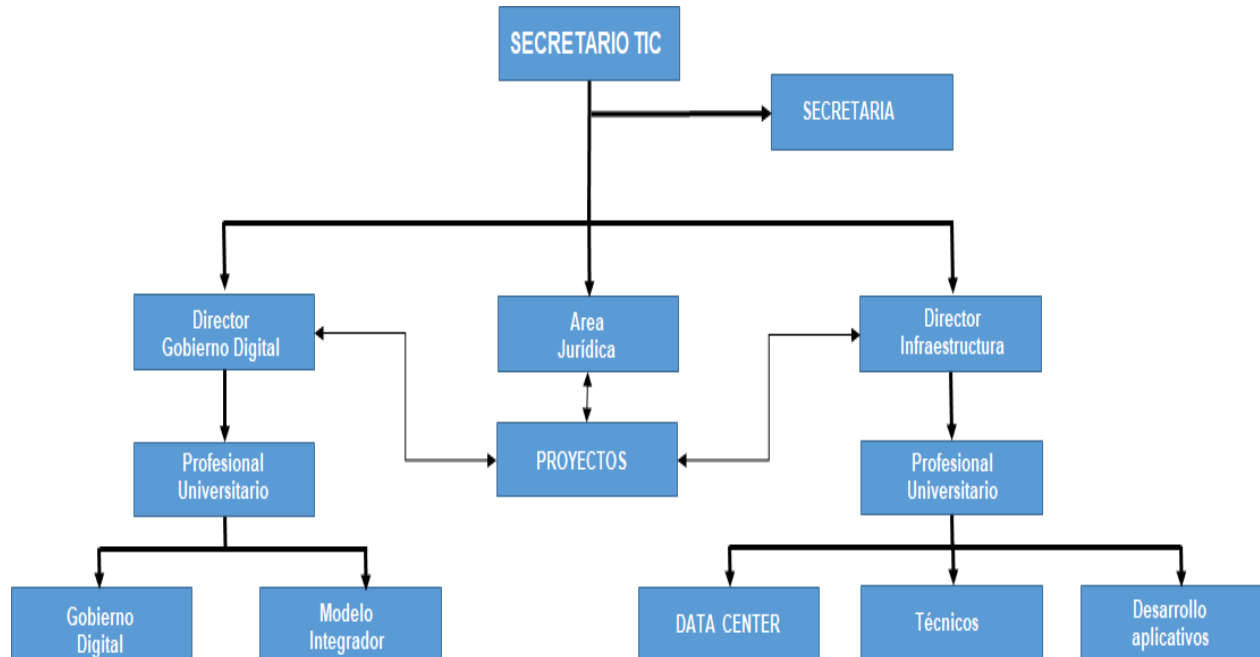 SECRETARIO TIC
SECRETARIA
Director
Gobierno Digital
Area
Jurídica
Director
Infraestructura
Profesional
Universitario
PROYECTOS
Profesional
Universitario
Gobierno
Digital
Modelo
Integrador
DATA CENTER
Técnicos
Desarrollo
aplicativos